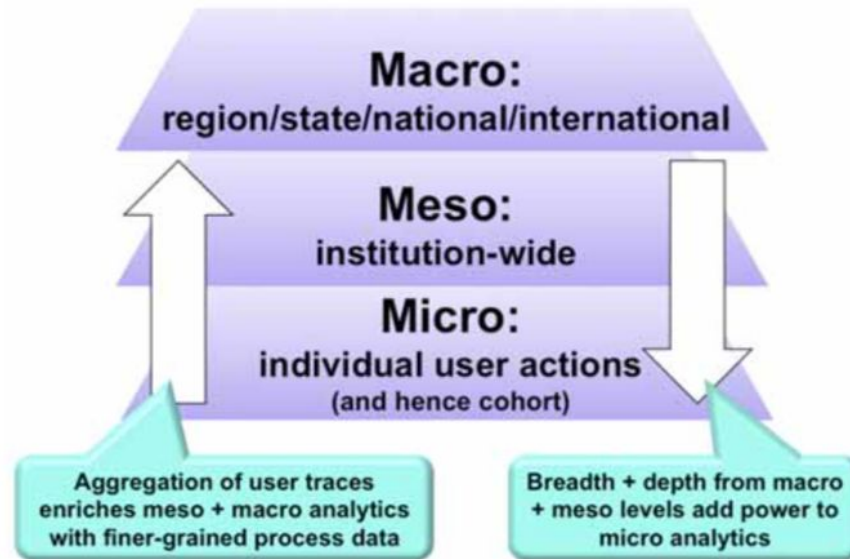 Macro:
region/state/national/international
Meso:
institution-wide
Micro:
individual user actions
(and hence cohort)
Aggregation of user traces
enriches meso + macro analytics
with finer-grained process data
Breadth + depth from macro
+ meso levels add power to
micro analytics